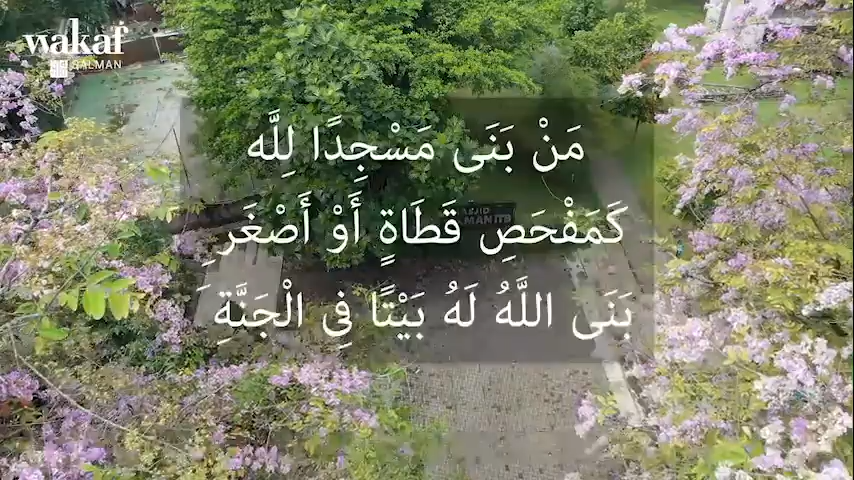 wakaf
SALMAN
مَنْ بَنَى مَسْجِدًا لِلَّه
كَمَفْحَصِ قَطَاةٍ أَوْ أَصْغَرِ
بَنَى اللَّهُ لَهُ بَيْتًا فِى الْجَنَّةِ